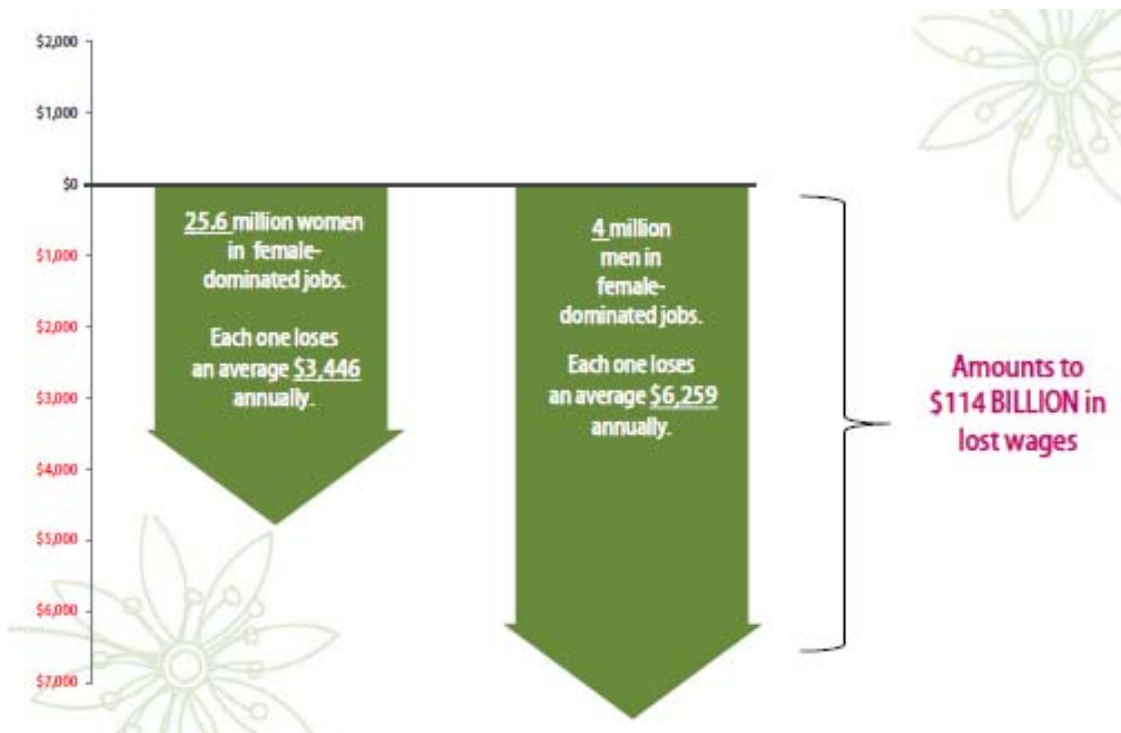 $2,000
$1,000
$0
$1,000
$2,000
$3,000
$4,000
$5,000
$6,000
$7,000
25.6 million women
in female-
dominated jobs.
Each one loses
an average $3,446
annually.
4 million
men in
female-
dominated jobs.
Each one loses
an average $6,259
annually.
Amounts to
$114 BILLION in
lost wages